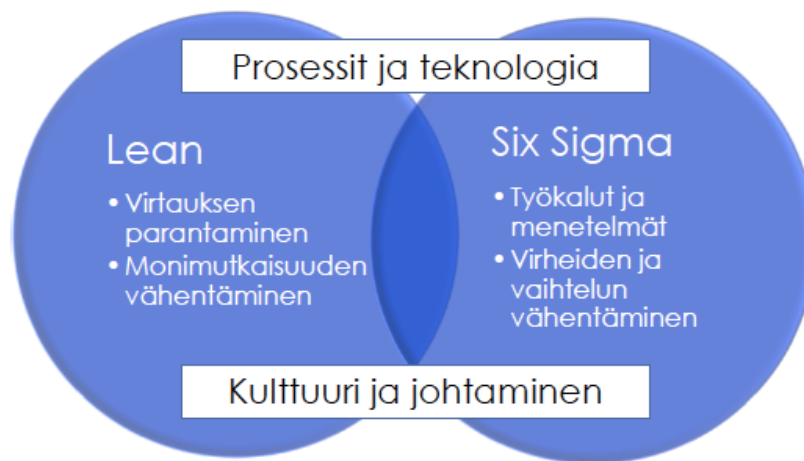 Prosessit ja teknologia
Lean
• Virtauksen
parantaminen
• Monimutkaisuuden
vähentäminen
Six Sigma
• Työkalut ja
menetelmät
• Virheiden ja
vaihtelun
vähentäminen
Kulttuuri ja johtaminen